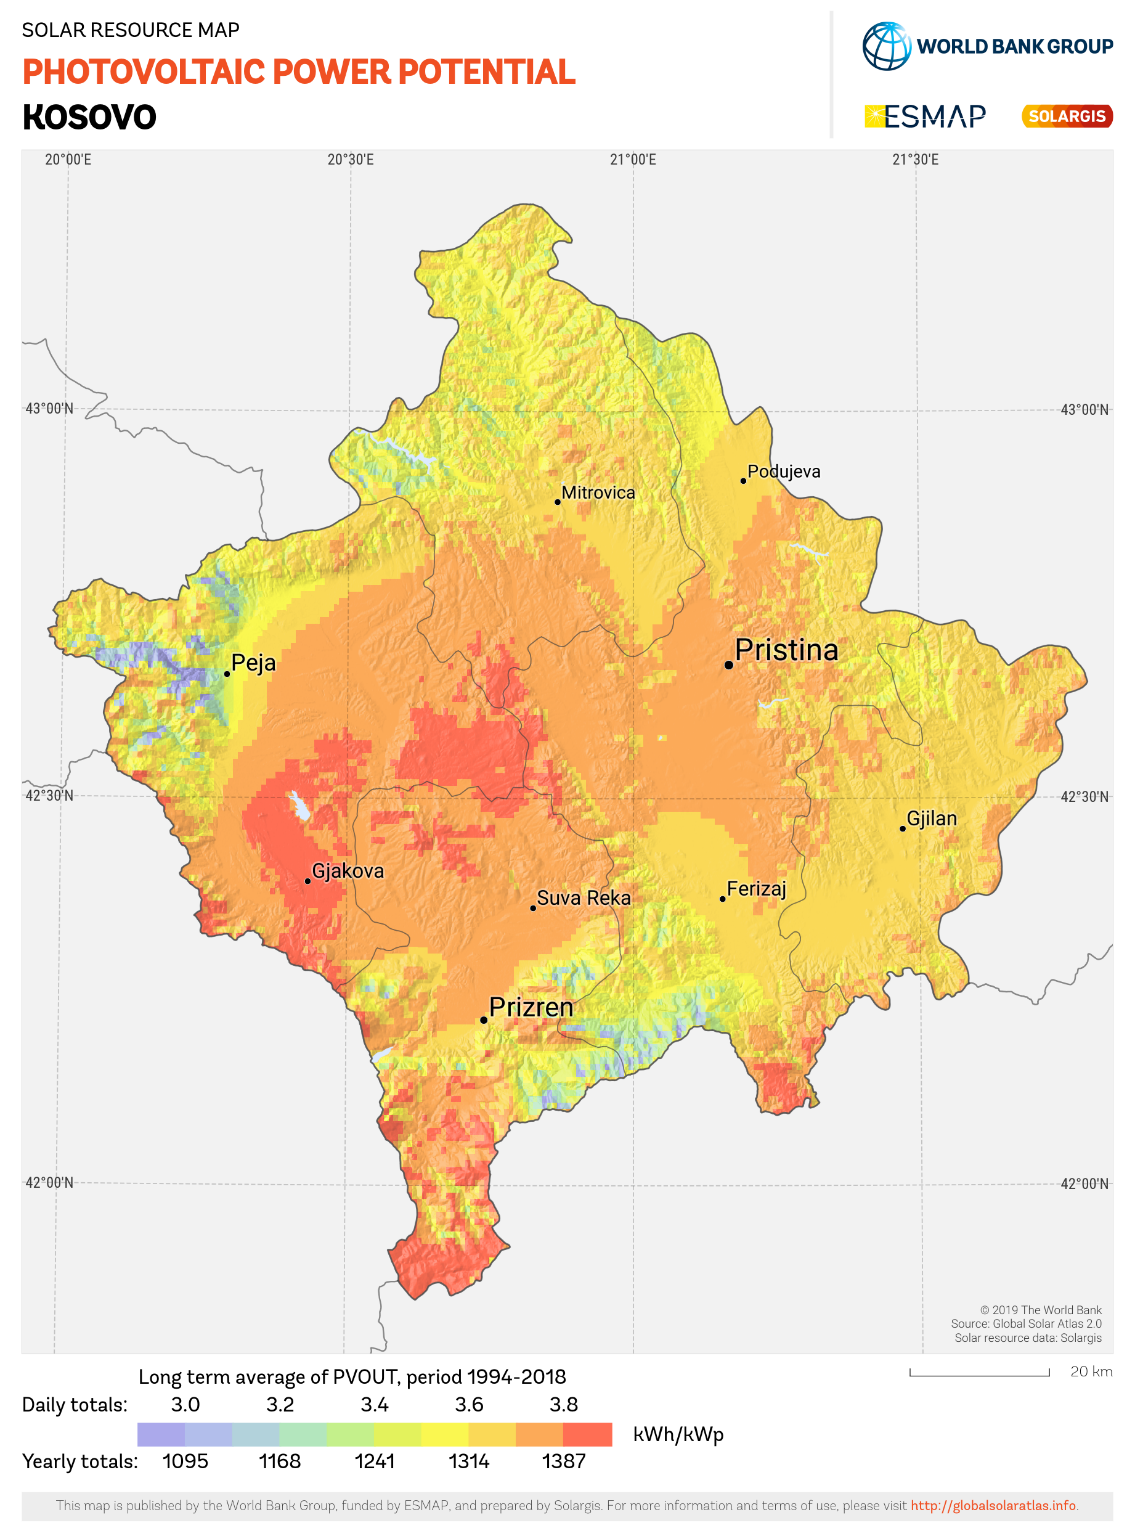 SOLAR RESOURCE MAP
PHOTOVOLTAIC POWER POTENTIAL
KOSOVO
WORLD BANK GROUP
ESMAP
SOLARGIS
20°00'E 20°30'E 21°00'E 21°30'E
43°00'N 43°00'N
Podujeva
Mitrovica
Pristina
Peja
42°30'N 42°30'N
Gjilan
Gjakova
Ferizaj
Suva Reka
Prizren
42°00'N 42°00'N
© 2019 The World Bank
Source: Global Solar Atlas 2.0
Solar resource data: Solargis
Long term average of PVOUT, period 1994-2018
20 km
Daily totals: 3.0 3.2 3.4 3.6 3.8
kWh/kWp
Yearly totals: 1095 1168 1241 1314 1387
This map is published by the World Bank Group, funded by ESMAP, and prepared by Solargis. For more information and terms of use, please visit http://globalsolaratlas.info.